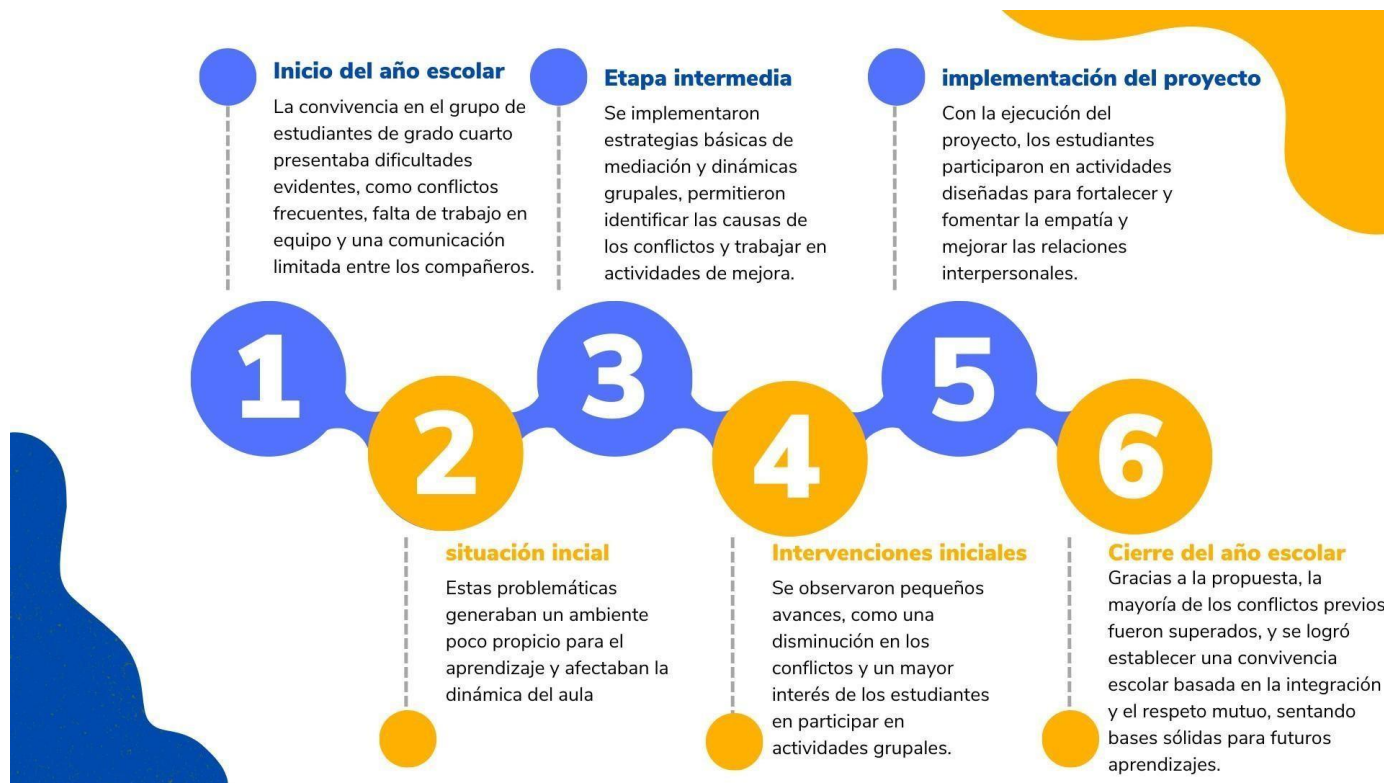 Inicio del año escolar
La convivencia en el grupo de
estudiantes de grado cuarto
presentaba dificultades
evidentes, como conflictos
frecuentes, falta de trabajo en
equipo y una comunicación
limitada entre los compañeros.
Etapa intermedia
Se implementaron
estrategias básicas de
mediación y dinámicas
grupales, permitieron
identificar las causas de
los conflictos y trabajar en
actividades de mejora.
implementación del proyecto
Con la ejecución del
proyecto, los estudiantes
participaron en actividades
diseñadas para fortalecer y
fomentar la empatía y
mejorar las relaciones
interpersonales.
1
2
3
4
5
6
situación incial
Estas problemáticas
generaban un ambiente
poco propicio para el
aprendizaje y afectaban la
dinámica del aula
Intervenciones iniciales
Se observaron pequeños
avances, como una
disminución en los
conflictos y un mayor
interés de los estudiantes
en participar en
actividades grupales.
Cierre del año escolar
Gracias a la propuesta, la
mayoría de los conflictos previos
fueron superados, y se logró
establecer una convivencia
escolar basada en la integración
y el respeto mutuo, sentando
bases sólidas para futuros
aprendizajes.